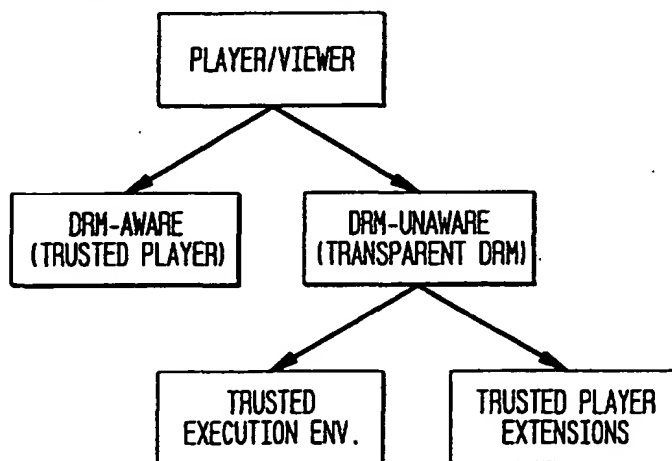 PLAYER/VIEWER
DRM-AWARE
(TRUSTED PLAYER)
DRM-UNAWARE
(TRANSPARENT DRM)
TRUSTED
EXECUTION ENV.
TRUSTED PLAYER
EXTENSIONS